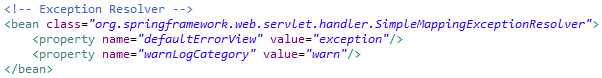 <!-- Exception Resolver -->
<bean class="org.springframework.web.servlet.handler.SimpleMappingExceptionResolver">
    <property name="defaultErrorView" value="exception"/>
    <property name="warnLogCategory" value="warn"/>
</bean>